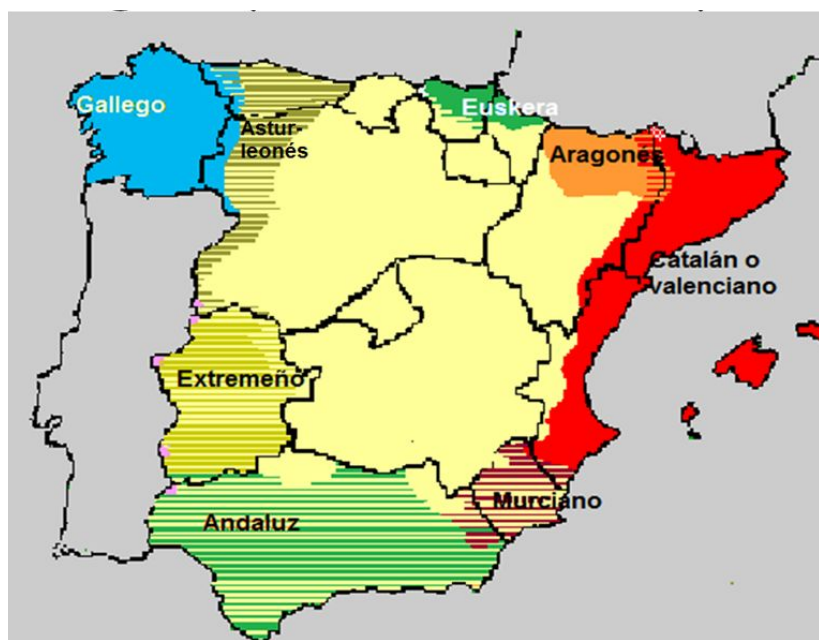 Gallego
Astur-
leonés
Euskera
Aragonés
Catalán o
valenciano
Extremeño
Andaluz
Murciano